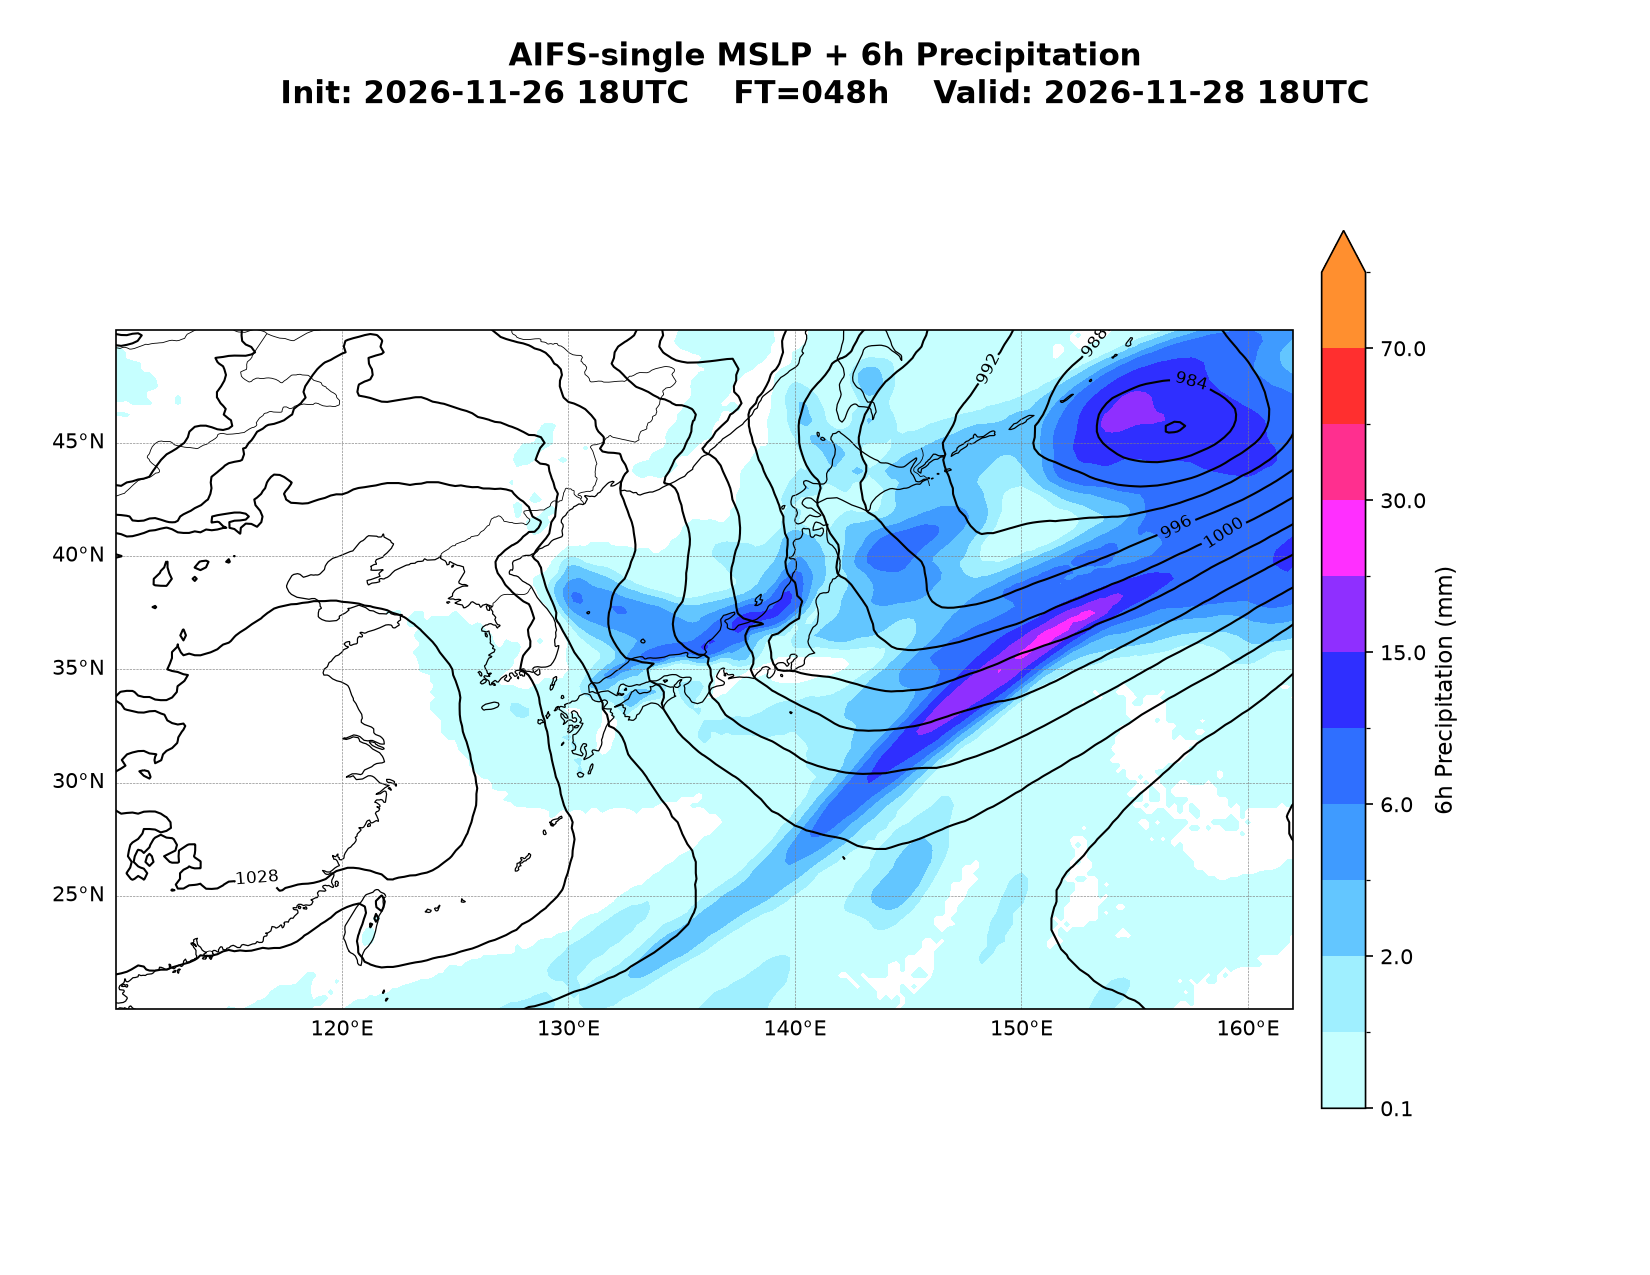 AIFS-single MSLP + 6h Precipitation
Init: 2026-11-26 18UTC    FT=048h    Valid: 2026-11-28 18UTC
988
992
984
996
1000
1028
45°N
40°N
35°N
30°N
25°N
120°E
130°E
140°E
150°E
160°E
70.0
30.0
15.0
6.0
2.0
0.1
6h Precipitation (mm)